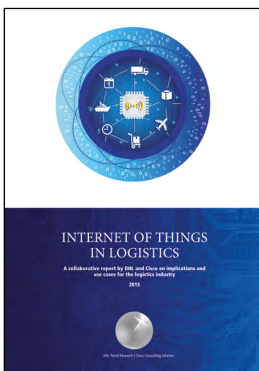 INTERNET OF THINGS
IN LOGISTICS
A collaborative report by DHL and Cisco on implications and
use cases for the logistics industry
2015
DHL Trend Research | Cisco Consulting Services